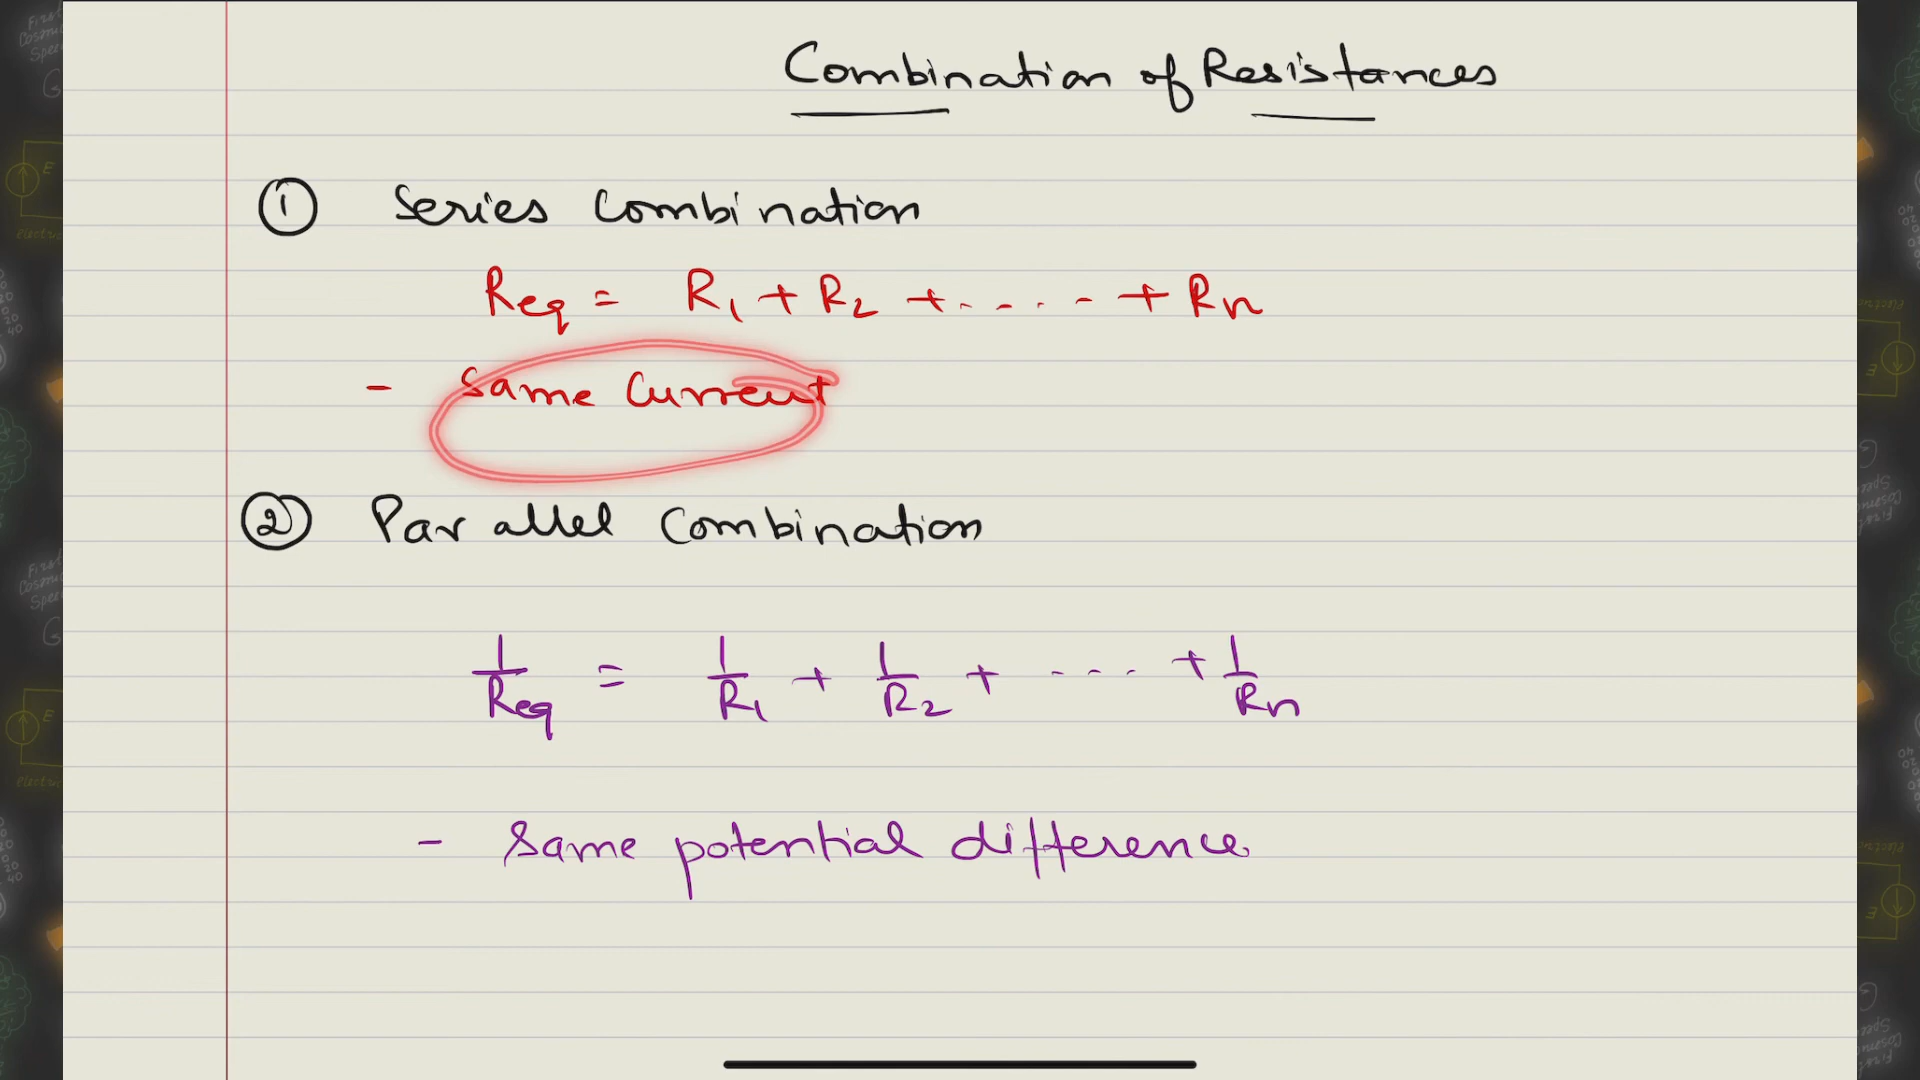 Combination of Resistances
① Series Combination
Req = R₁ + R₂ + ..... + Rn
- Same Current
② Parallel Combination
1/Req = 1/R₁ + 1/R₂ + ---- + 1/Rn
- Same potential difference